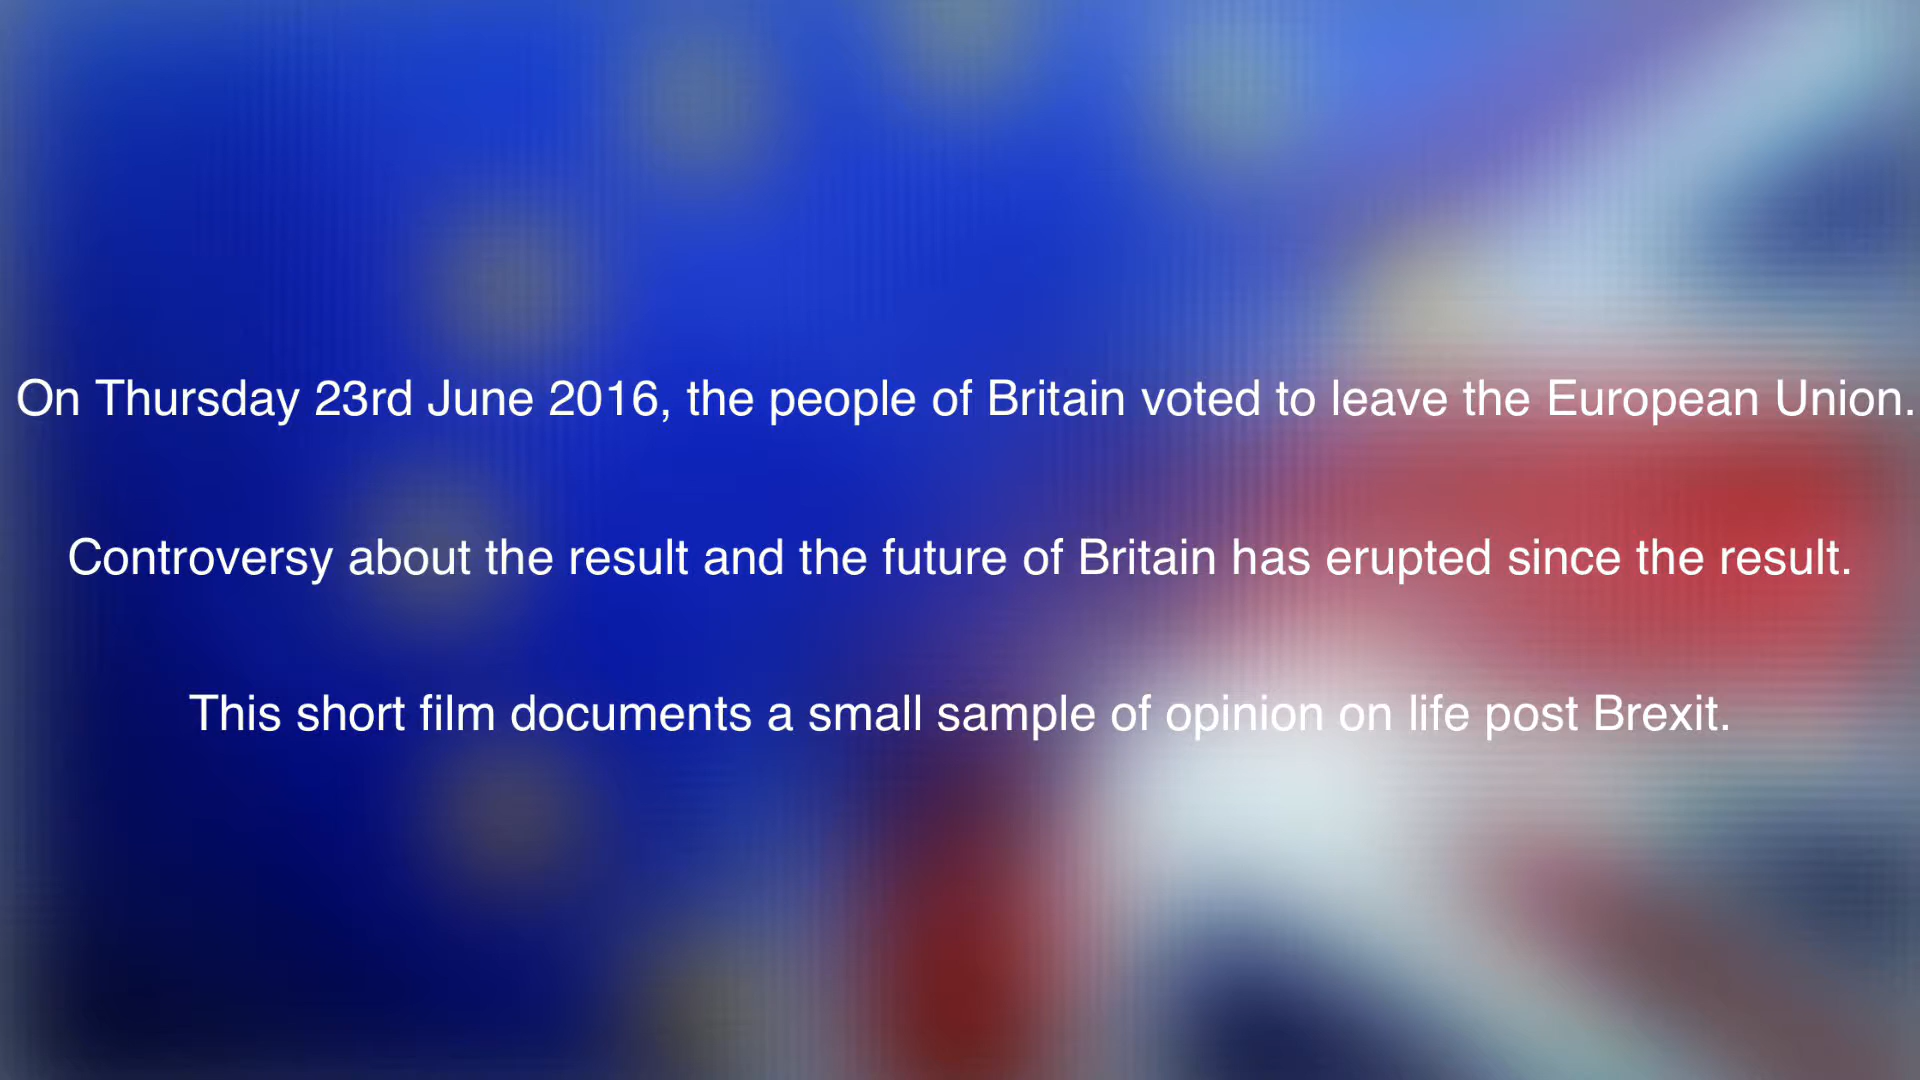 On Thursday 23rd June 2016, the people of Britain voted to leave the European Union.
Controversy about the result and the future of Britain has erupted since the result.
This short film documents a small sample of opinion on life post Brexit.